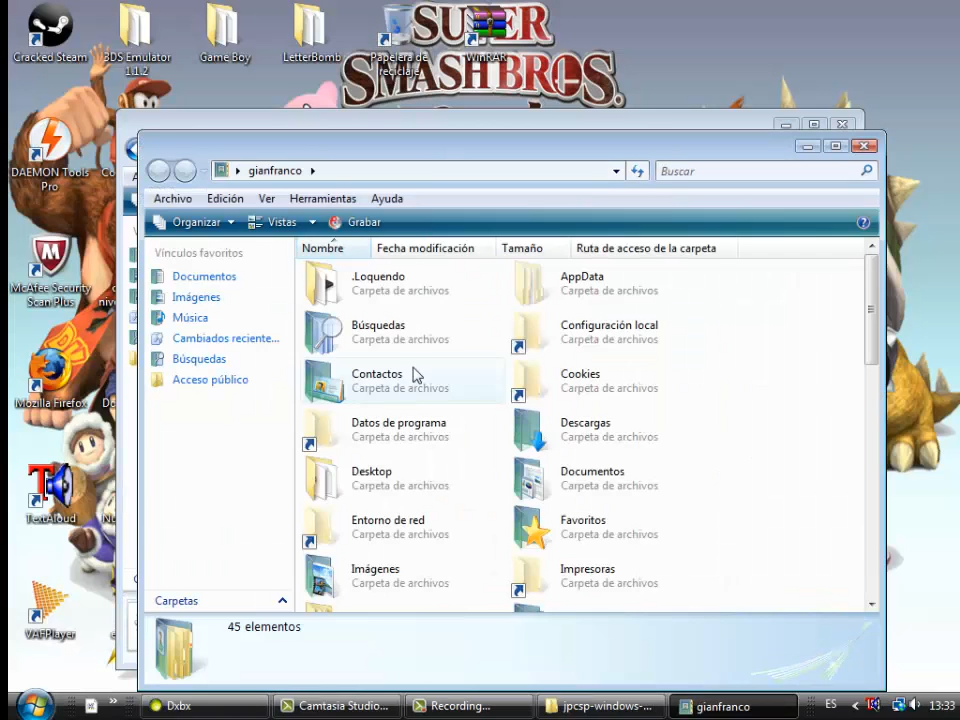 SUPER
SMASH BROS.
Cracked Steam
3DS Emulator
1.1.2
Game Boy
LetterBomb
Papelera de
reciclaje
WinRAR
DAEMON Tools
Pro
McAfee Security
Scan Plus
Mozilla Firefox
TextAloud
VAFPlayer
gianfranco
Buscar
Archivo Edición Ver Herramientas Ayuda
Organizar Vistas Grabar
Vínculos favoritos
Documentos
Imágenes
Música
Cambiados reciente...
Búsquedas
Acceso público
Carpetas
Nombre Fecha modificación Tamaño Ruta de acceso de la carpeta
.Loquendo
Carpeta de archivos
AppData
Carpeta de archivos
Búsquedas
Carpeta de archivos
Configuración local
Carpeta de archivos
Contactos
Carpeta de archivos
Cookies
Carpeta de archivos
Datos de programa
Carpeta de archivos
Descargas
Carpeta de archivos
Desktop
Carpeta de archivos
Documentos
Carpeta de archivos
Entorno de red
Carpeta de archivos
Favoritos
Carpeta de archivos
Imágenes
Carpeta de archivos
Impresoras
Carpeta de archivos
45 elementos
Dxbx
Camtasia Studio...
Recording...
jpcsp-windows-...
gianfranco
ES
13:33